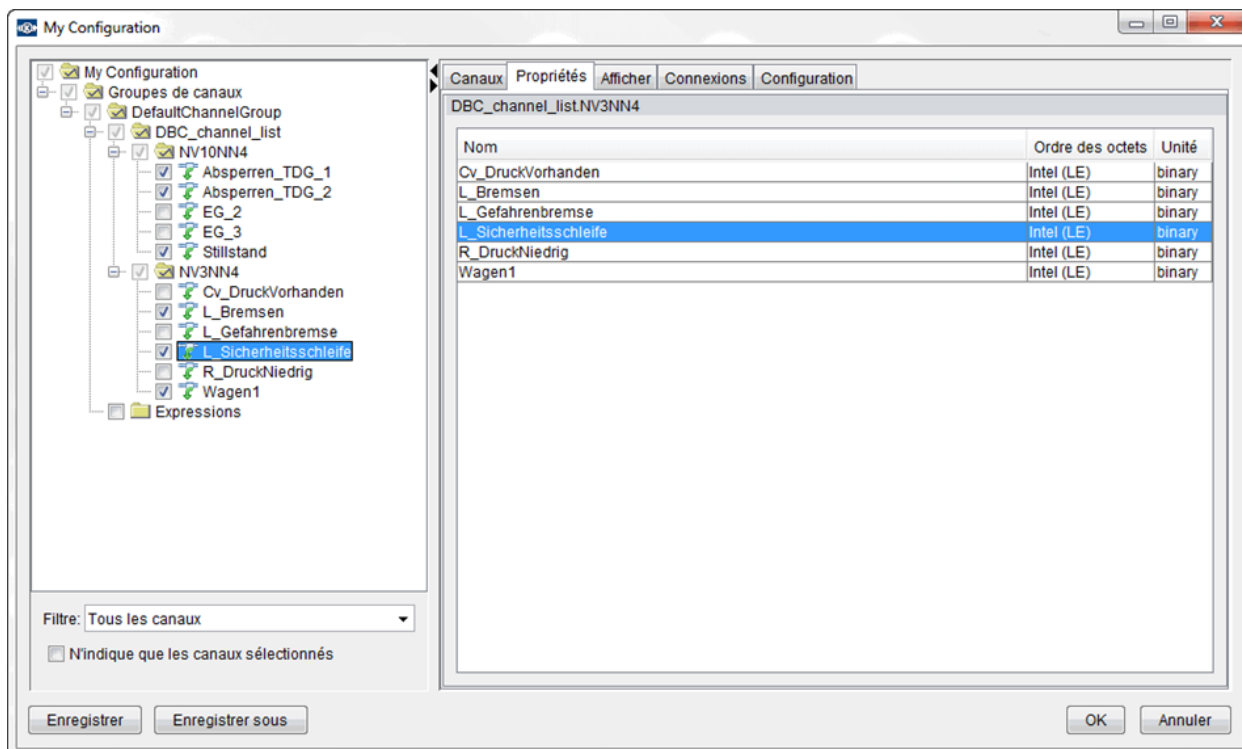 My Configuration
My Configuration
Groupes de canaux
DefaultChannelGroup
DBC_channel_list
NV10NN4
Absperren_TDG_1
Absperren_TDG_2
EG_2
EG_3
Stillstand
NV3NN4
Cv_DruckVorhanden
L_Bremsen
L_Gefahrenbremse
L_Sicherheitsschleife
R_DruckNiedrig
Wagen1
Expressions
Filtre: Tous les canaux
N'indique que les canaux sélectionnés
Canaux Propriétés Afficher Connexions Configuration
DBC_channel_list.NV3NN4
Nom Ordre des octets Unité
Cv_DruckVorhanden Intel (LE) binary
L_Bremsen Intel (LE) binary
L_Gefahrenbremse Intel (LE) binary
L_Sicherheitsschleife Intel (LE) binary
R_DruckNiedrig Intel (LE) binary
Wagen1 Intel (LE) binary
Enregistrer Enregistrer sous OK Annuler